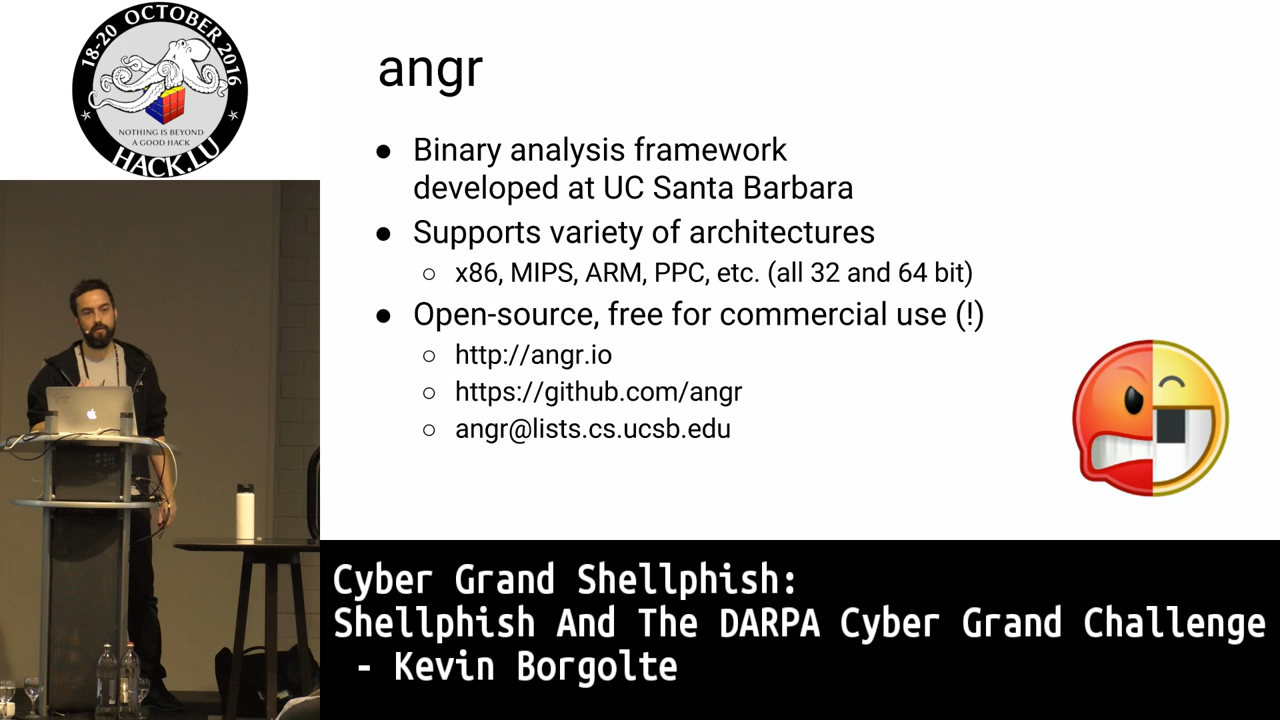 18-20 OCTOBER 2016
NOTHING IS BEYOND
A GOOD HACK
HACK.LU
angr
● Binary analysis framework
developed at UC Santa Barbara
● Supports variety of architectures
○ x86, MIPS, ARM, PPC, etc. (all 32 and 64 bit)
● Open-source, free for commercial use (!)
○ http://angr.io
○ https://github.com/angr
○ angr@lists.cs.ucsb.edu
Cyber Grand Shellphish:
Shellphish And The DARPA Cyber Grand Challenge
- Kevin Borgolte